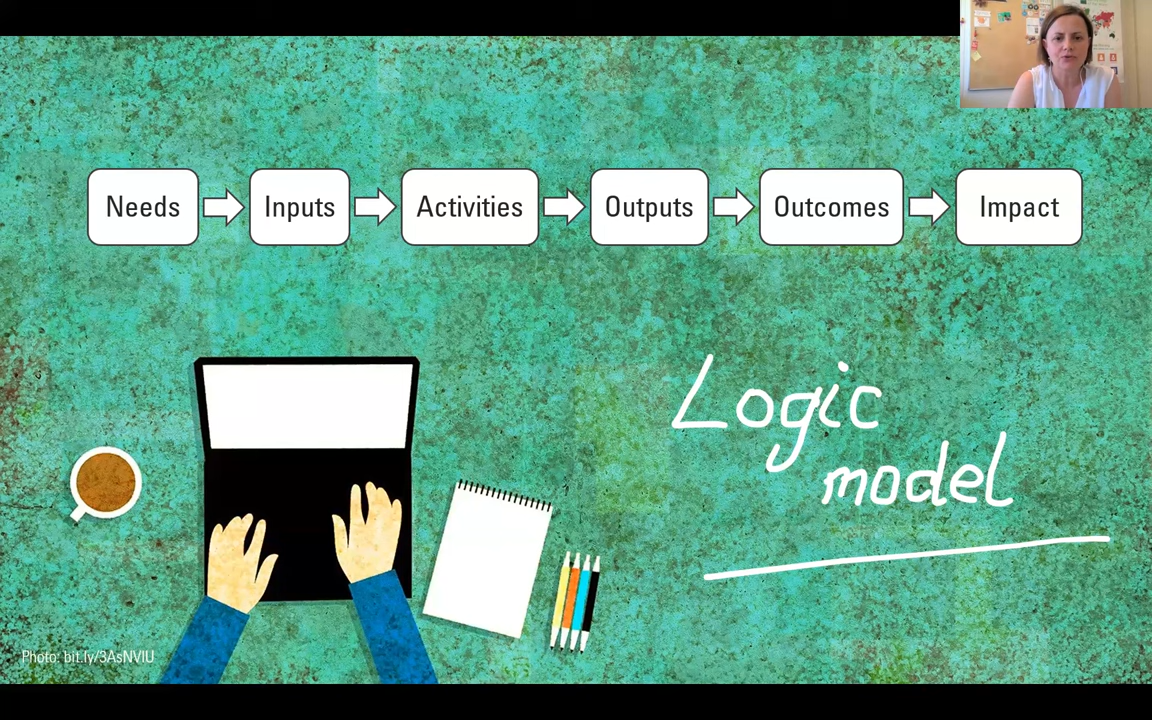 Needs Inputs Activities Outputs Outcomes Impact
Logic
model
Photo: bit.ly/3AsNVIU